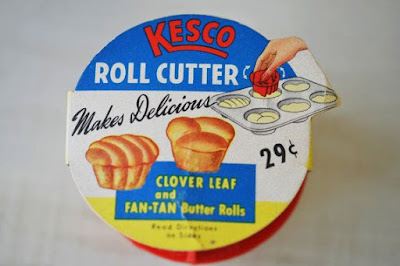 KESCO
ROLL CUTTER
Makes Delicious
29¢
CLOVER LEAF
and
FAN-TAN Butter Rolls
Read Directions
on Sides